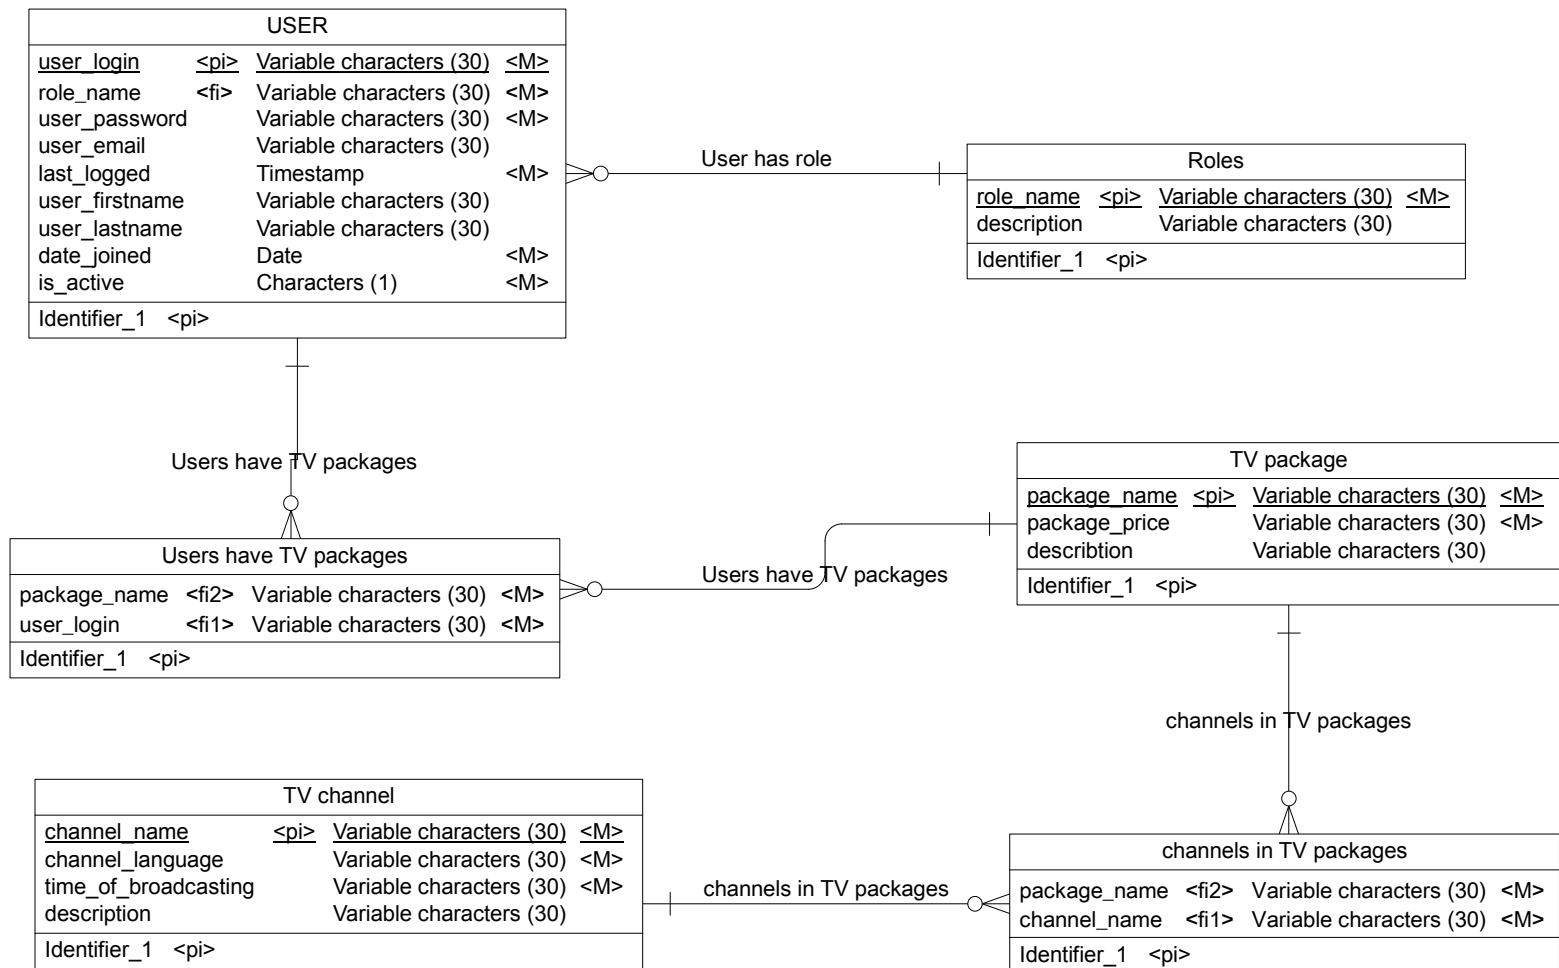 USER
user_login <pi> Variable characters (30) <M>
role_name <fi> Variable characters (30) <M>
user_password Variable characters (30) <M>
user_email Variable characters (30)
last_logged Timestamp <M>
user_firstname Variable characters (30)
user_lastname Variable characters (30)
date_joined Date <M>
is_active Characters (1) <M>
Identifier_1 <pi>
User has role
Roles
role_name <pi> Variable characters (30) <M>
description Variable characters (30)
Identifier_1 <pi>
Users have TV packages
Users have TV packages
package_name <fi2> Variable characters (30) <M>
user_login <fi1> Variable characters (30) <M>
Identifier_1 <pi>
Users have TV packages
TV package
package_name <pi> Variable characters (30) <M>
package_price Variable characters (30) <M>
describtion Variable characters (30)
Identifier_1 <pi>
channels in TV packages
TV channel
channel_name <pi> Variable characters (30) <M>
channel_language Variable characters (30) <M>
time_of_broadcasting Variable characters (30) <M>
description Variable characters (30)
Identifier_1 <pi>
channels in TV packages
channels in TV packages
package_name <fi2> Variable characters (30) <M>
channel_name <fi1> Variable characters (30) <M>
Identifier_1 <pi>